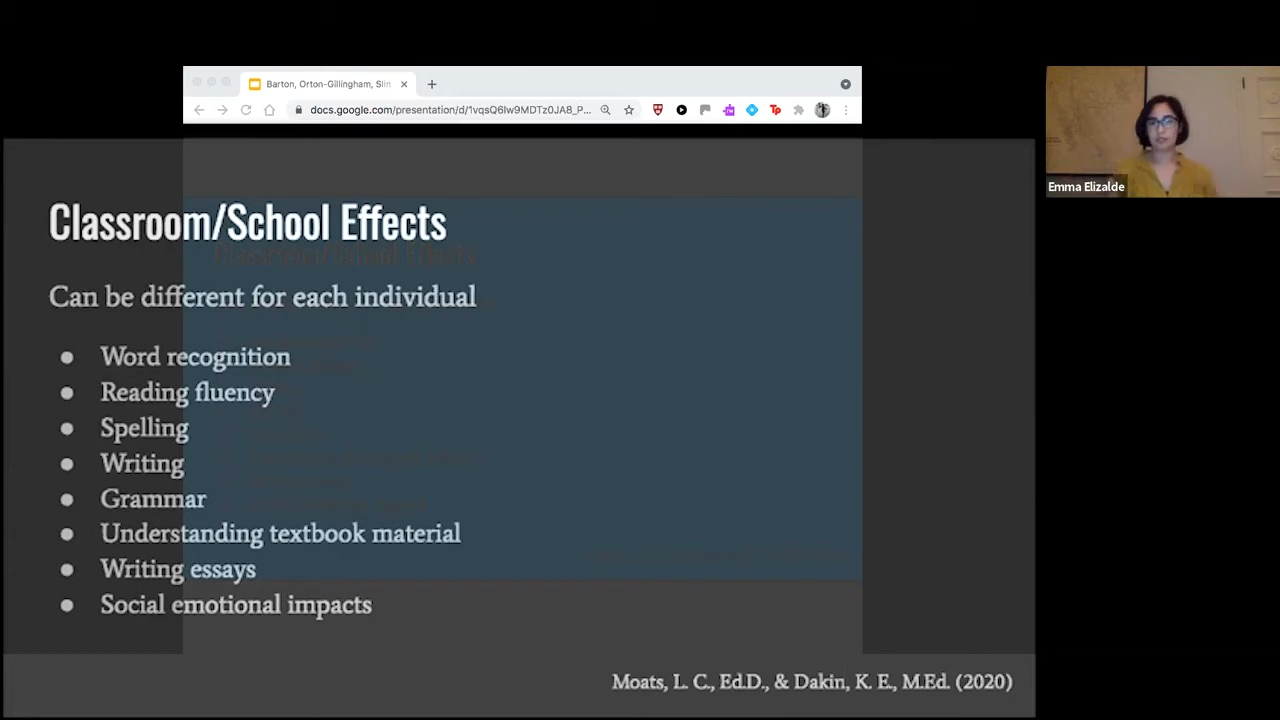 Barton, Orton-Gillingham, Slin
docs.google.com/presentation/d/1vqsQ6Iw9MDTz0JA8_P...
Emma Elizalde
Classroom/School Effects
Can be different for each individual
● Word recognition
● Reading fluency
● Spelling
● Writing
● Grammar
● Understanding textbook material
● Writing essays
● Social emotional impacts
Moats, L. C., Ed.D., & Dakin, K. E., M.Ed. (2020)